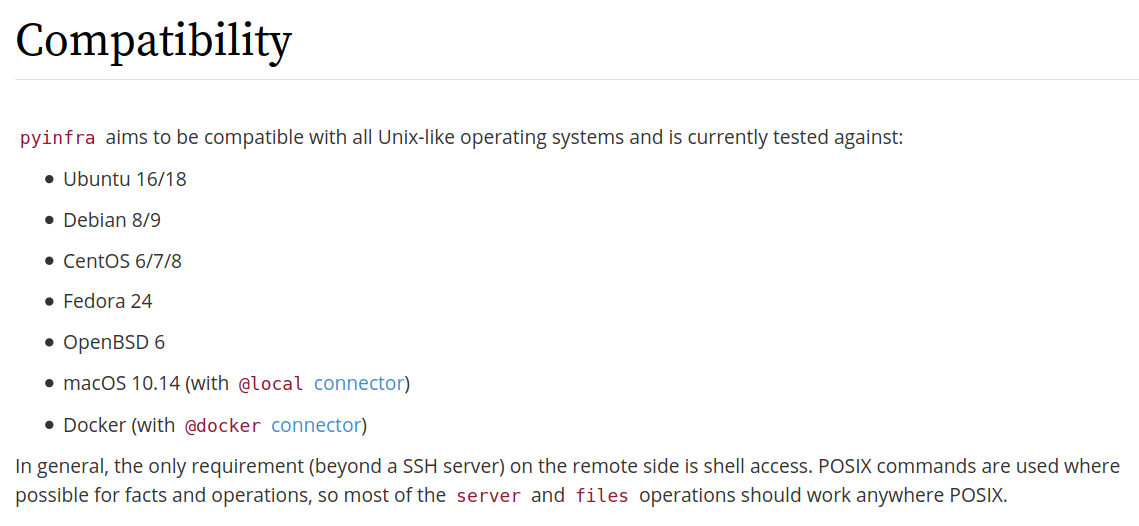 Compatibility
pyinfra aims to be compatible with all Unix-like operating systems and is currently tested against:
• Ubuntu 16/18
• Debian 8/9
• CentOS 6/7/8
• Fedora 24
• OpenBSD 6
• macOS 10.14 (with @local connector)
• Docker (with @docker connector)
In general, the only requirement (beyond a SSH server) on the remote side is shell access. POSIX commands are used where
possible for facts and operations, so most of the server and files operations should work anywhere POSIX.